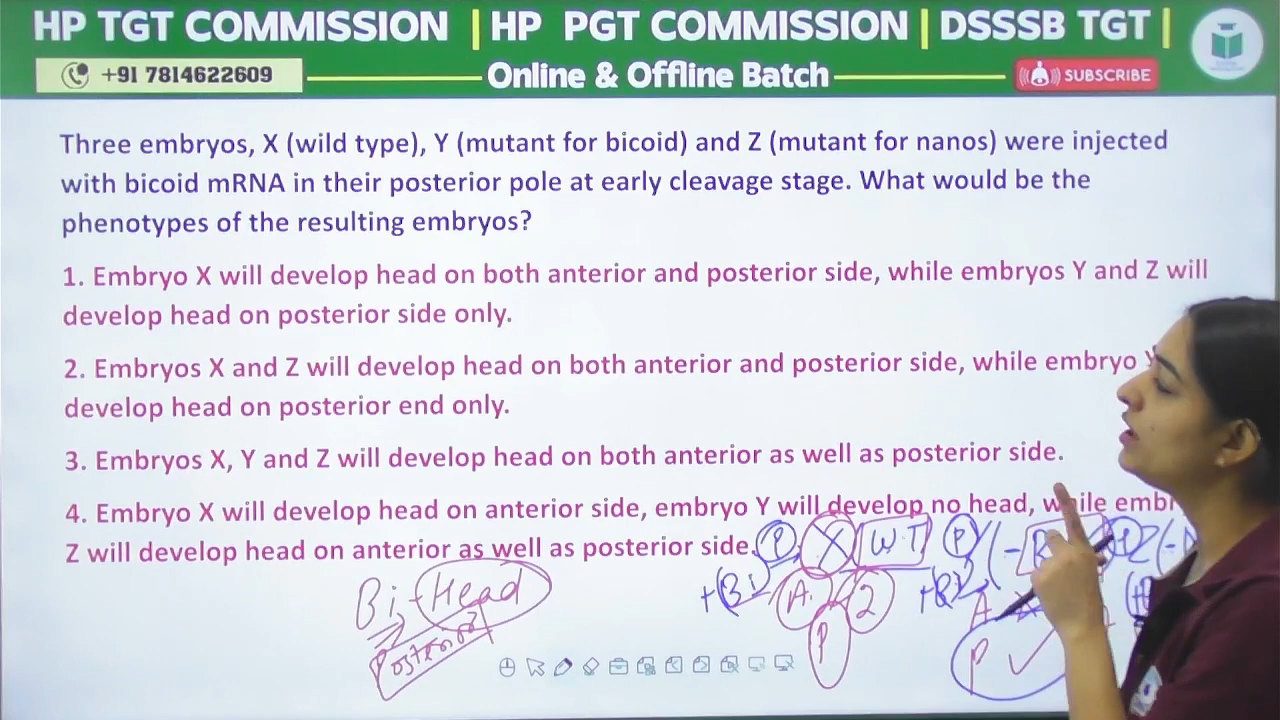 HP TGT COMMISSION | HP PGT COMMISSION | DSSSB TGT |
+91 7814622609
Online & Offline Batch
SUBSCRIBE
Three embryos, X (wild type), Y (mutant for bicoid) and Z (mutant for nanos) were injected
with bicoid mRNA in their posterior pole at early cleavage stage. What would be the
phenotypes of the resulting embryos?
1. Embryo X will develop head on both anterior and posterior side, while embryos Y and Z will
develop head on posterior side only.
2. Embryos X and Z will develop head on both anterior and posterior side, while embryo
develop head on posterior end only.
3. Embryos X, Y and Z will develop head on both anterior as well as posterior side.
4. Embryo X will develop head on anterior side, embryo Y will develop no head, while
Z will develop head on anterior as well as posterior side.
P X WT P
+Bi A 2 +Bi A
Bi - Head
P P
Posterior